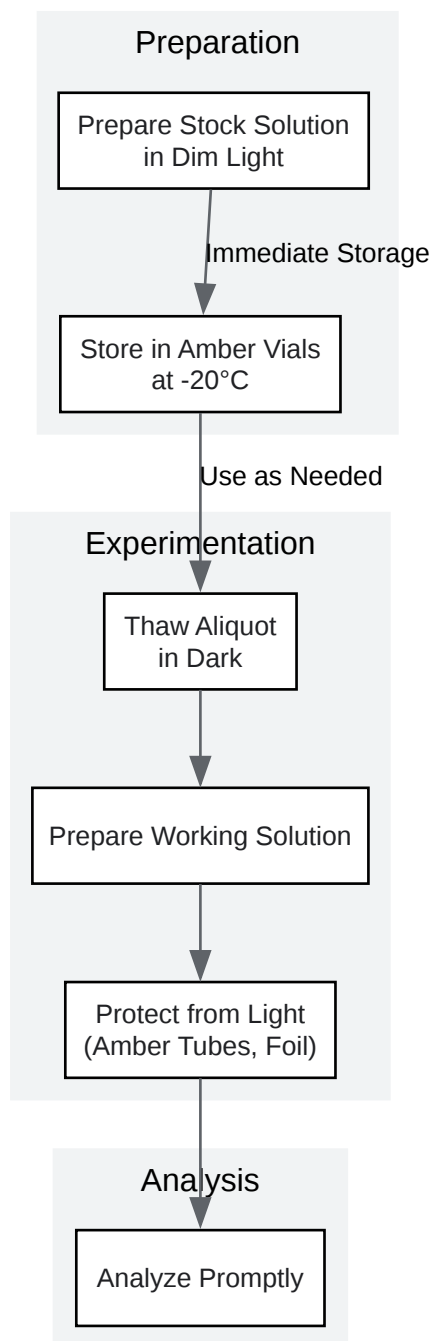 Preparation
Prepare Stock Solution
in Dim Light
Immediate Storage
Store in Amber Vials
at -20°C
Use as Needed
Experimentation
Thaw Aliquot
in Dark
Prepare Working Solution
Protect from Light
(Amber Tubes, Foil)
Analysis
Analyze Promptly